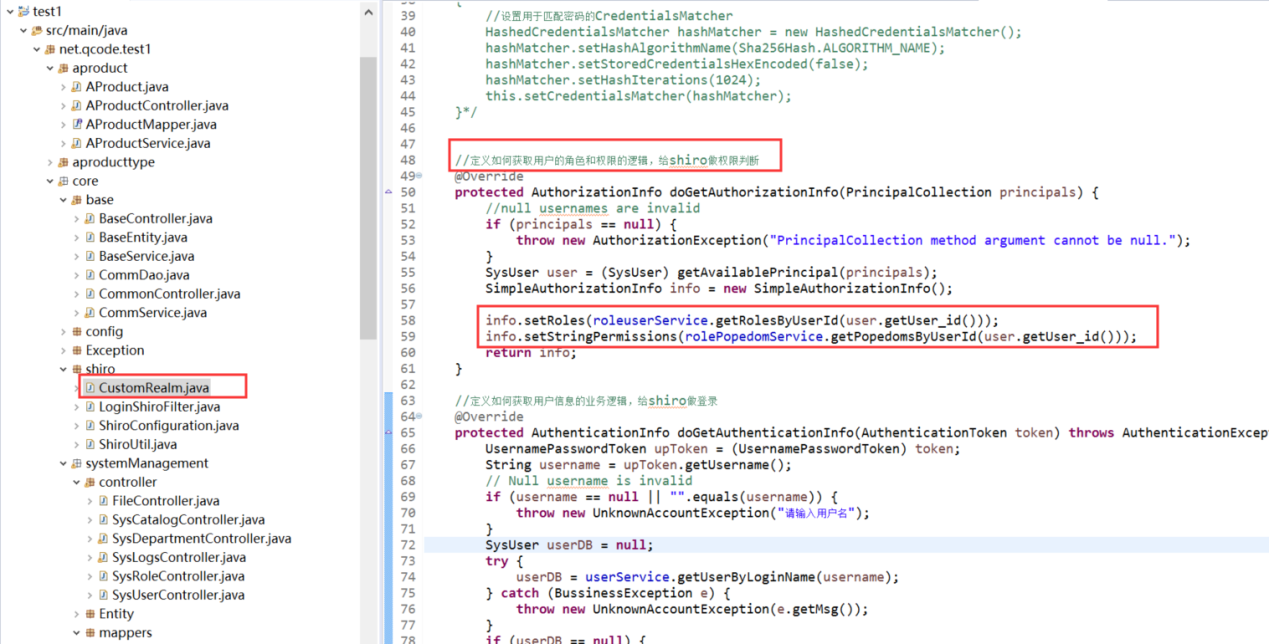 test1
src/main/java
net.qcode.test1
aproduct
AProduct.java
AProductController.java
AProductMapper.java
AProductService.java
aproducttype
core
base
BaseController.java
BaseEntity.java
BaseService.java
CommDao.java
CommonController.java
CommService.java
config
Exception
shiro
CustomRealm.java
LoginShiroFilter.java
ShiroConfiguration.java
ShiroUtil.java
systemManagement
controller
FileController.java
SysCatalogController.java
SysDepartmentController.java
SysLogsController.java
SysRoleController.java
SysUserController.java
Entity
mappers
39 //设置用于匹配密码的CredentialsMatcher
40 HashedCredentialsMatcher hashMatcher = new HashedCredentialsMatcher();
41 hashMatcher.setHashAlgorithmName(Sha256Hash.ALGORITHM_NAME);
42 hashMatcher.setStoredCredentialsHexEncoded(false);
43 hashMatcher.setHashIterations(1024);
44 this.setCredentialsMatcher(hashMatcher);
45 }*/
46
47
48 //定义如何获取用户的角色和权限的逻辑，给shiro做权限判断
49 @Override
50 protected AuthorizationInfo doGetAuthorizationInfo(PrincipalCollection principals) {
51 //null usernames are invalid
52 if (principals == null) {
53 throw new AuthorizationException("PrincipalCollection method argument cannot be null.");
54 }
55 SysUser user = (SysUser) getAvailablePrincipal(principals);
56 SimpleAuthorizationInfo info = new SimpleAuthorizationInfo();
57
58 info.setRoles(roleuserService.getRolesByUserId(user.getUser_id()));
59 info.setStringPermissions(rolePopedomService.getPopedomsByUserId(user.getUser_id()));
60 return info;
61 }
62
63 //定义如何获取用户信息的业务逻辑，给shiro做登录
64 @Override
65 protected AuthenticationInfo doGetAuthenticationInfo(AuthenticationToken token) throws AuthenticationExcep
66 UsernamePasswordToken upToken = (UsernamePasswordToken) token;
67 String username = upToken.getUsername();
68 // Null username is invalid
69 if (username == null || "".equals(username)) {
70 throw new UnknownAccountException("请输入用户名");
71 }
72 SysUser userDB = null;
73 try {
74 userDB = userService.getUserByLoginName(username);
75 } catch (BussinessException e) {
76 throw new UnknownAccountException(e.getMsg());
77 }
78 if (userDB == null) {